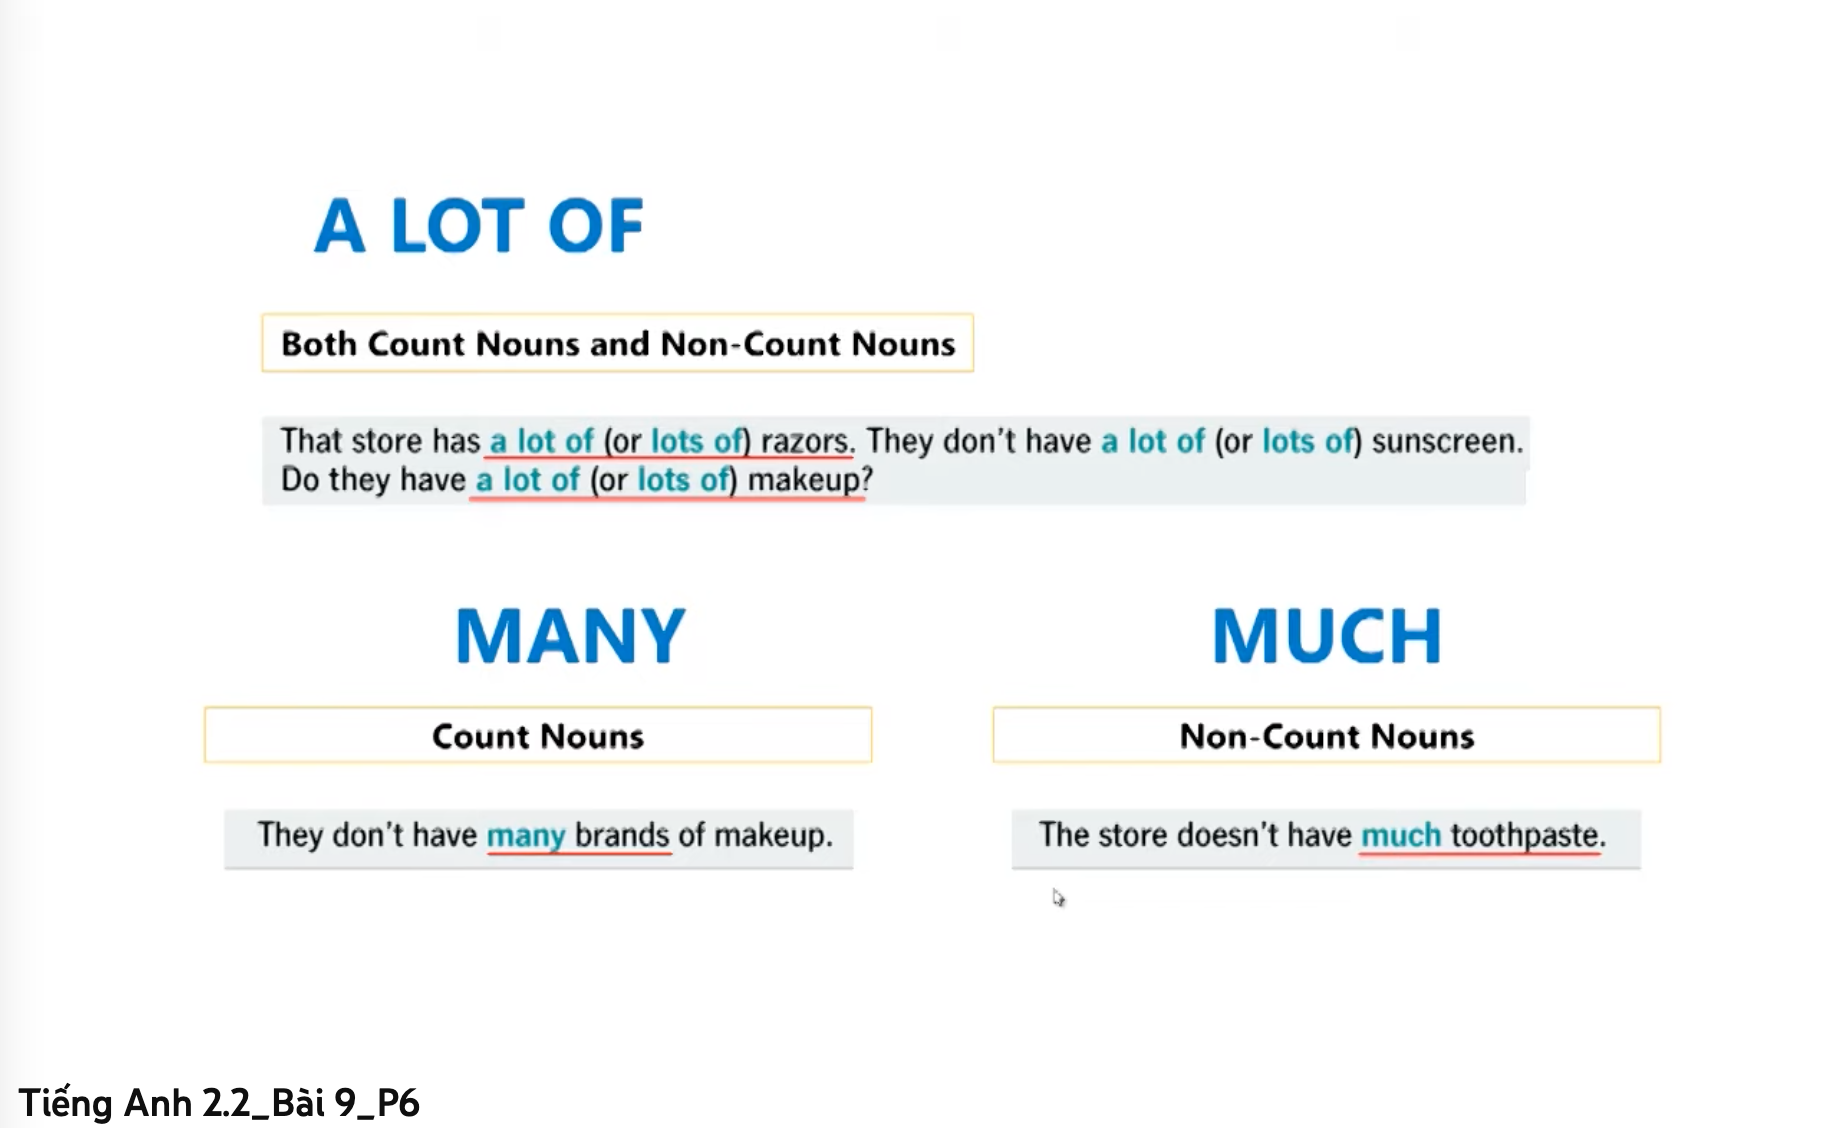 A LOT OF
Both Count Nouns and Non-Count Nouns
That store has a lot of (or lots of) razors. They don't have a lot of (or lots of) sunscreen.
Do they have a lot of (or lots of) makeup?
MANY
Count Nouns
They don't have many brands of makeup.
MUCH
Non-Count Nouns
The store doesn't have much toothpaste.
Tiếng Anh 2.2_Bài 9_P6